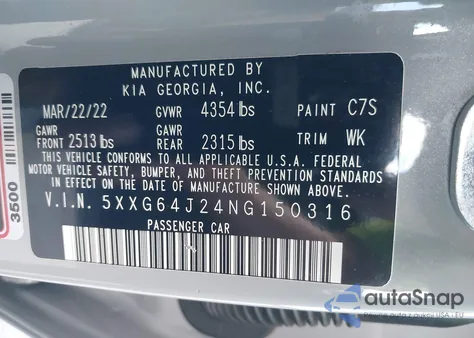 MANUFACTURED BY
KIA GEORGIA, INC.
MAR/22/22 GVWR 4354 lbs PAINT C7S
GAWR GAWR
FRONT 2513 lbs REAR 2315 lbs TRIM WK
THIS VEHICLE CONFORMS TO ALL APPLICABLE U.S.A. FEDERAL
MOTOR VEHICLE SAFETY, BUMPER, AND THEFT PREVENTION STANDARDS
IN EFFECT ON THE DATE OF MANUFACTURE SHOWN ABOVE.
V.I.N. 5XXG64J24NG150316
PASSENGER CAR
3500
autoSnap